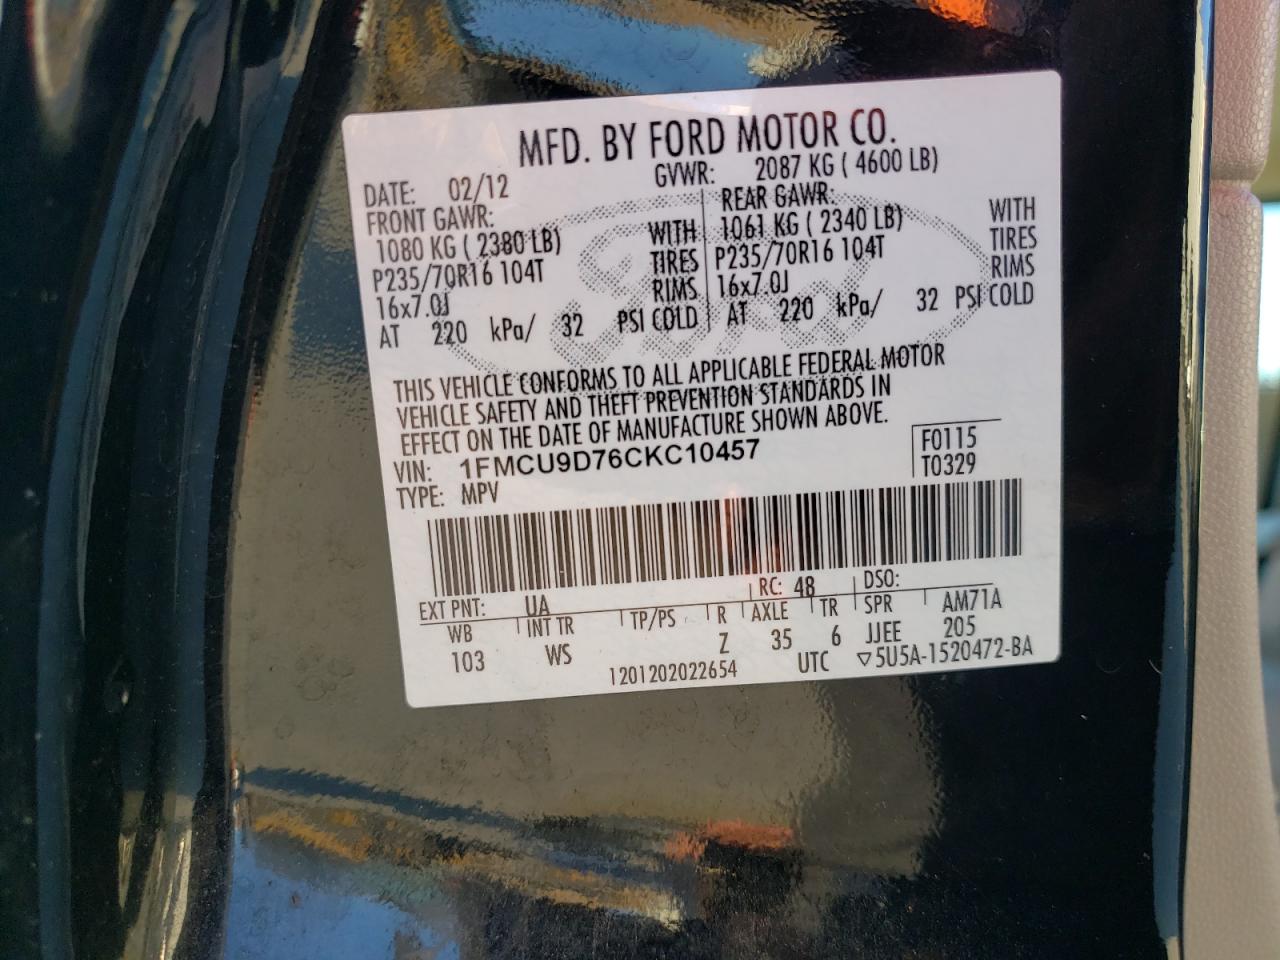 MFD. BY FORD MOTOR CO.
DATE: 02/12 GVWR: 2087 KG ( 4600 LB)
FRONT GAWR: REAR GAWR:
1080 KG ( 2380 LB) WITH 1061 KG ( 2340 LB) WITH
P235/70R16 104T TIRES P235/70R16 104T TIRES
16x7.0J RIMS 16x7.0J RIMS
AT 220 kPa/ 32 PSI COLD AT 220 kPa/ 32 PSI COLD
Ford
THIS VEHICLE CONFORMS TO ALL APPLICABLE FEDERAL MOTOR
VEHICLE SAFETY AND THEFT PREVENTION STANDARDS IN
EFFECT ON THE DATE OF MANUFACTURE SHOWN ABOVE.
VIN: 1FMCU9D76CKC10457 F0115
TYPE: MPV T0329
EXT PNT: UA RC: 48 DSO:
WB INT TR TP/PS R AXLE TR SPR AM71A
103 WS Z 35 6 JJEE 205
1201202022654 UTC ▽5U5A-1520472-BA